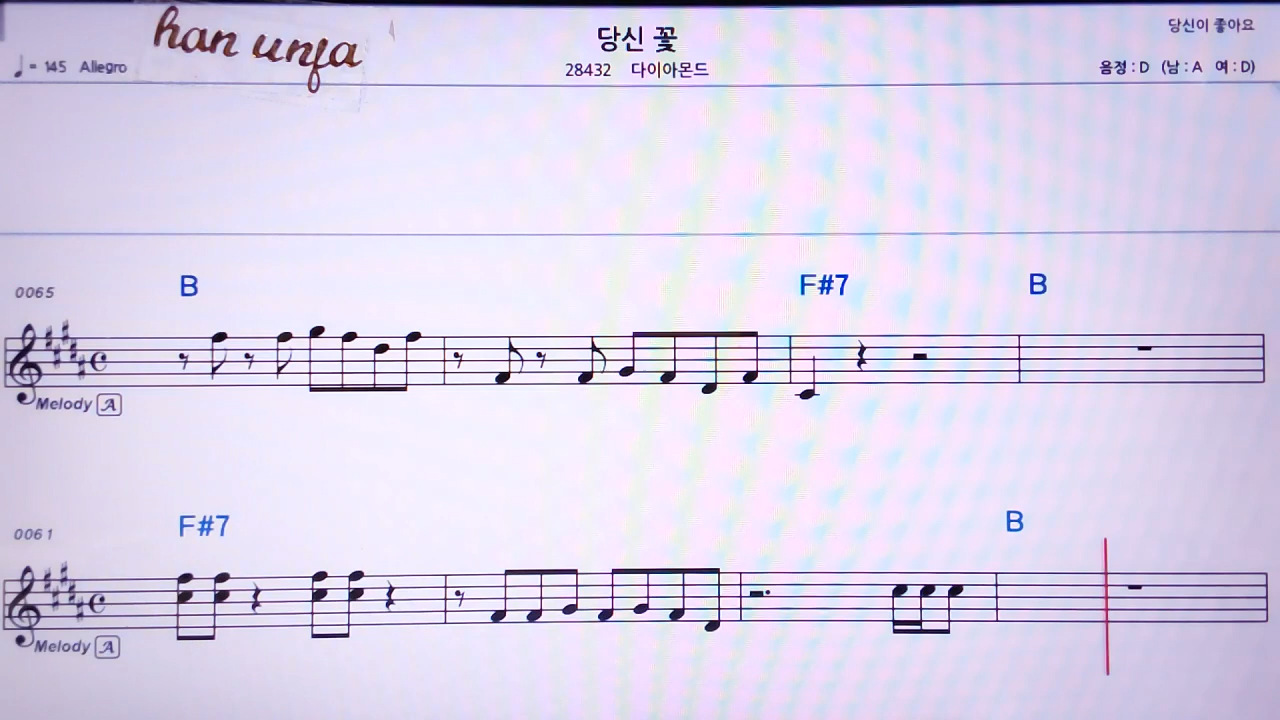 han unfa
당신 꽃
당신이 좋아요
♩ = 145 Allegro
28432 다이아몬드
음정 : D (남 : A 여 : D)
B F#7 B
0065
Melody A
F#7 B
0061
Melody A